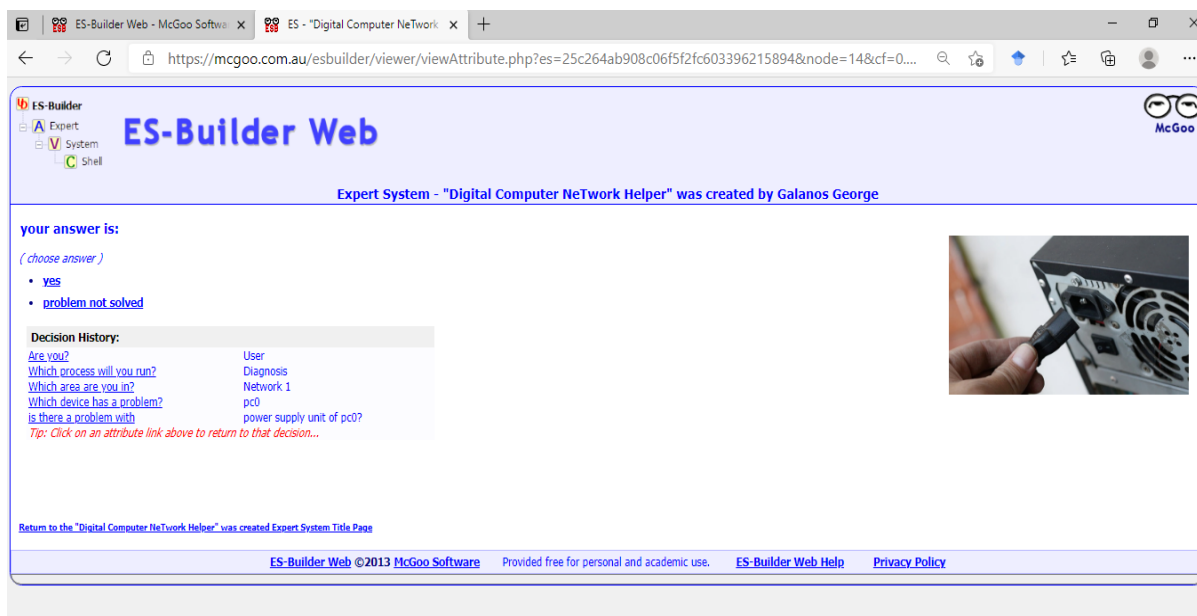 ES-Builder Web - McGoo Softwa
ES - "Digital Computer NeTwork
https://mcgoo.com.au/esbuilder/viewer/viewAttribute.php?es=25c264ab908c06f5f2fc603396215894&node=14&cf=0....
ES-Builder
A Expert
V System
C Shell
ES-Builder Web
McGoo
Expert System - "Digital Computer NeTwork Helper" was created by Galanos George
your answer is:
( choose answer )
• yes
• problem not solved
Decision History:
Are you? User
Which process will you run? Diagnosis
Which area are you in? Network 1
Which device has a problem? pc0
is there a problem with power supply unit of pc0?
Tip: Click on an attribute link above to return to that decision...
Return to the "Digital Computer NeTwork Helper" was created Expert System Title Page
ES-Builder Web ©2013 McGoo Software Provided free for personal and academic use. ES-Builder Web Help Privacy Policy